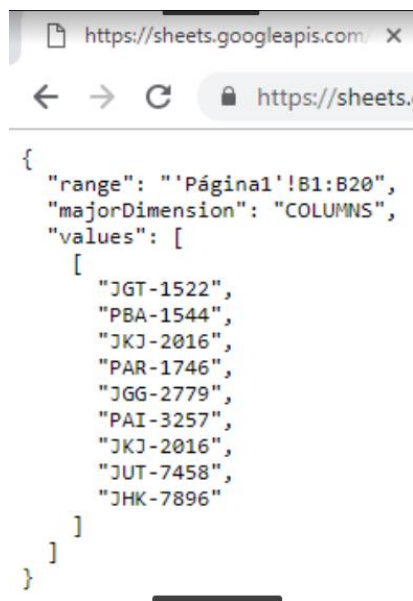 https://sheets.googleapis.com/
https://sheets.
{
"range": "'Página1'!B1:B20",
"majorDimension": "COLUMNS",
"values": [
[
"JGT-1522",
"PBA-1544",
"JKJ-2016",
"PAR-1746",
"JGG-2779",
"PAI-3257",
"JKJ-2016",
"JUT-7458",
"JHK-7896"
]
]
}